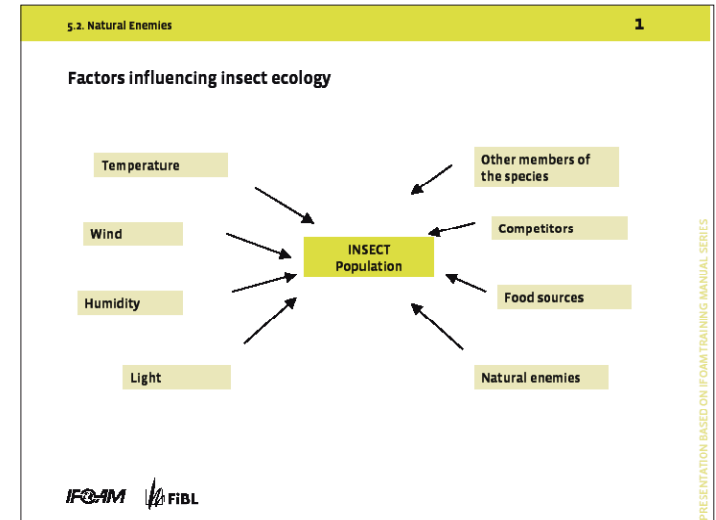 5.2. Natural Enemies
1
Factors influencing insect ecology
Temperature
Wind
Humidity
Light
INSECT
Population
Other members of
the species
Competitors
Food sources
Natural enemies
PRESENTATION BASED ON IFOAM TRAINING MANUAL SERIES
IFOAM
FiBL